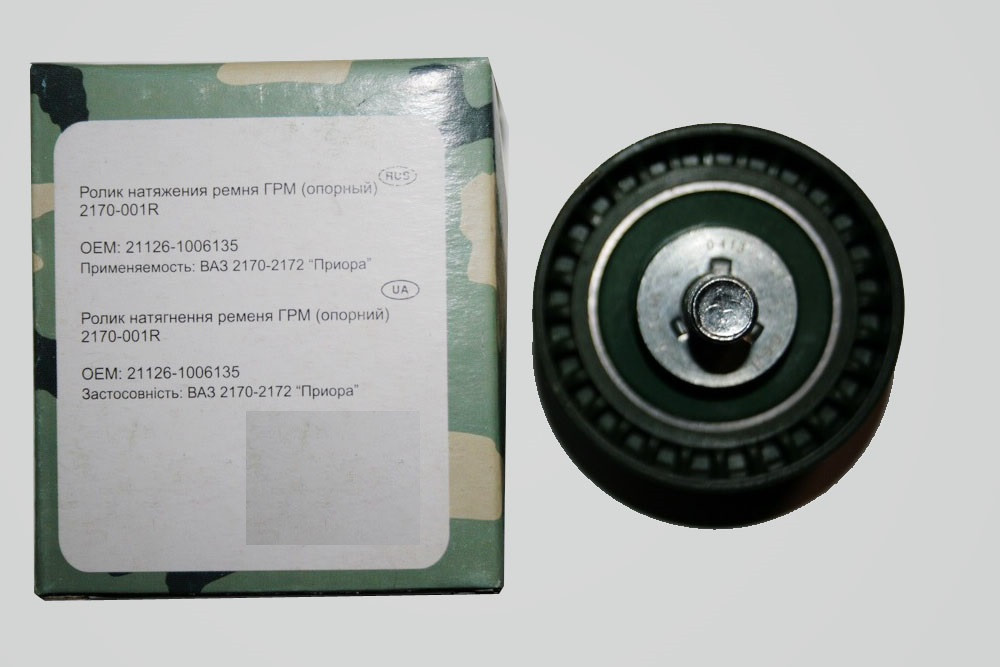 RUS
Ролик натяжения ремня ГРМ (опорный)
2170-001R
OEM: 21126-1006135
Применяемость: ВАЗ 2170-2172 "Приора"
UA
Ролик натягнення ременя ГРМ (опорний)
2170-001R
OEM: 21126-1006135
Застосовність: ВАЗ 2170-2172 "Приора"